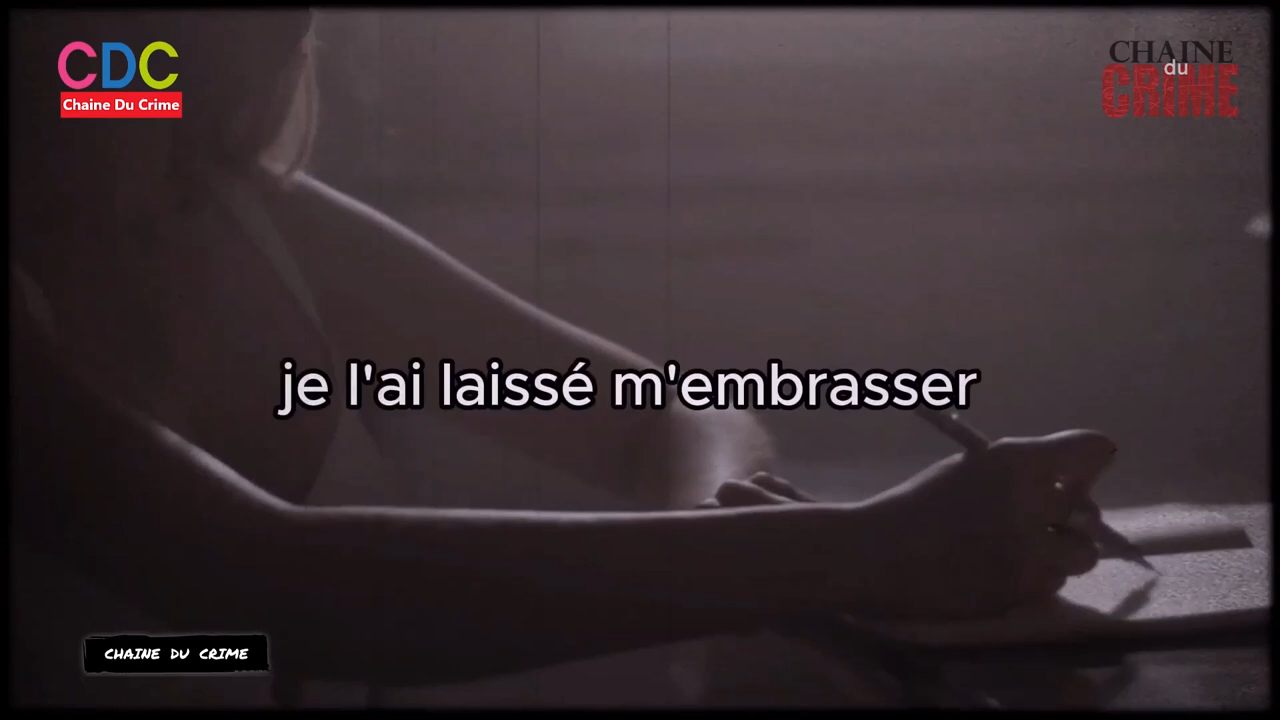 CDC
Chaine Du Crime
CHAINE
du
CRIME
je l'ai laissé m'embrasser
CHAINE DU CRIME